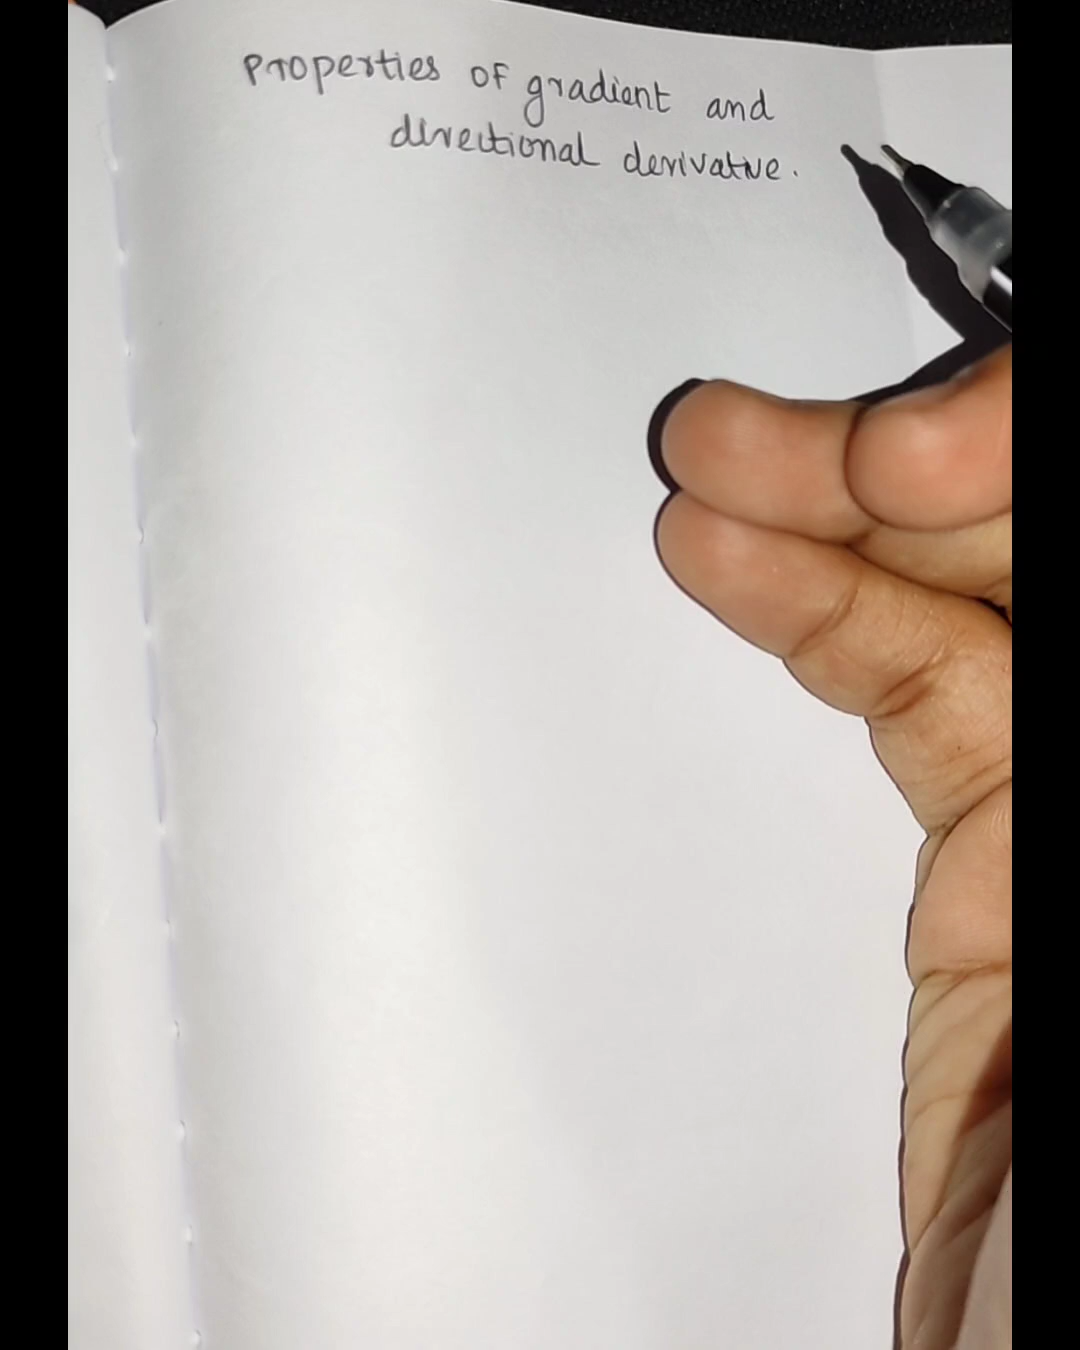 Properties of gradient and
directional derivative.